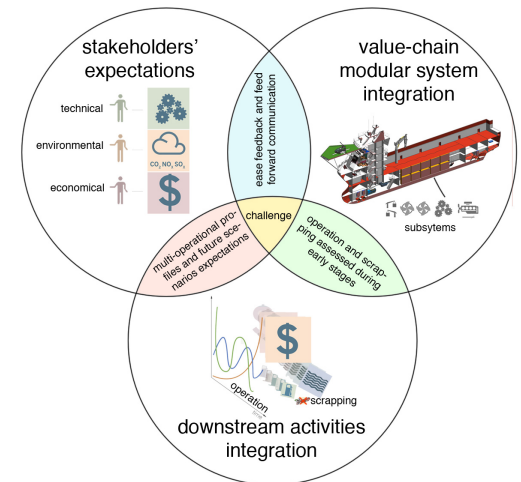 stakeholders'
expectations
value-chain
modular system
integration
technical
environmental
CO₂ NOₓ SOₓ
economical
ease feedback and feed
forward communication
subsytems
challenge
multi-operational pro-
files and future sce-
narios expectations
operation and scrap-
ping assessed during
early stages
operation
time
scrapping
downstream activities
integration